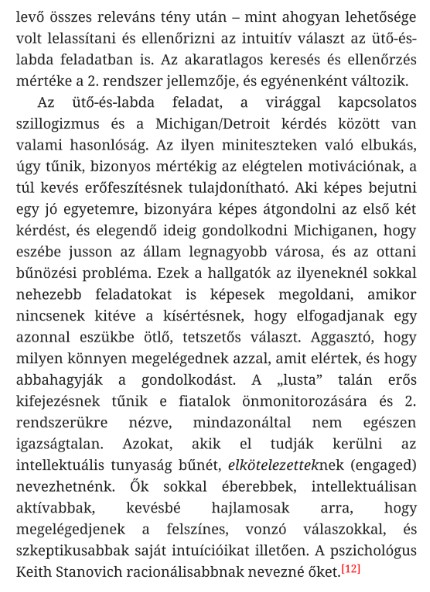 levő összes releváns tény után – mint ahogyan lehetősége
volt lelassítani és ellenőrizni az intuitív választ az ütő-és-
labda feladatban is. Az akaratlagos keresés és ellenőrzés
mértéke a 2. rendszer jellemzője, és egyénenként változik.
Az ütő-és-labda feladat, a virággal kapcsolatos
szillogizmus és a Michigan/Detroit kérdés között van
valami hasonlóság. Az ilyen miniteszteken való elbukás,
úgy tűnik, bizonyos mértékig az elégtelen motivációnak, a
túl kevés erőfeszítésnek tulajdonítható. Aki képes bejutni
egy jó egyetemre, bizonyára képes átgondolni az első két
kérdést, és elegendő ideig gondolkodni Michiganen, hogy
eszébe jusson az állam legnagyobb városa, és az ottani
bűnözési probléma. Ezek a hallgatók az ilyeneknél sokkal
nehezebb feladatokat is képesek megoldani, amikor
nincsenek kitéve a kísértésnek, hogy elfogadjanak egy
azonnal eszükbe ötlő, tetszetős választ. Aggasztó, hogy
milyen könnyen megelégednek azzal, amit elértek, és hogy
abbahagyják a gondolkodást. A „lusta” talán erős
kifejezésnek tűnik e fiatalok önmonitorozására és 2.
rendszerükre nézve, mindazonáltal nem egészen
igazságtalan. Azokat, akik el tudják kerülni az
intellektuális tunyaság bűnét, elkötelezetteknek (engaged)
nevezhetnénk. Ők sokkal éberebbek, intellektuálisan
aktívabbak, kevésbé hajlamosak arra, hogy
megelégedjenek a felszínes, vonzó válaszokkal, és
szkeptikusabbak saját intuícióikat illetően. A pszichológus
Keith Stanovich racionálisabbnak nevezné őket.[12]